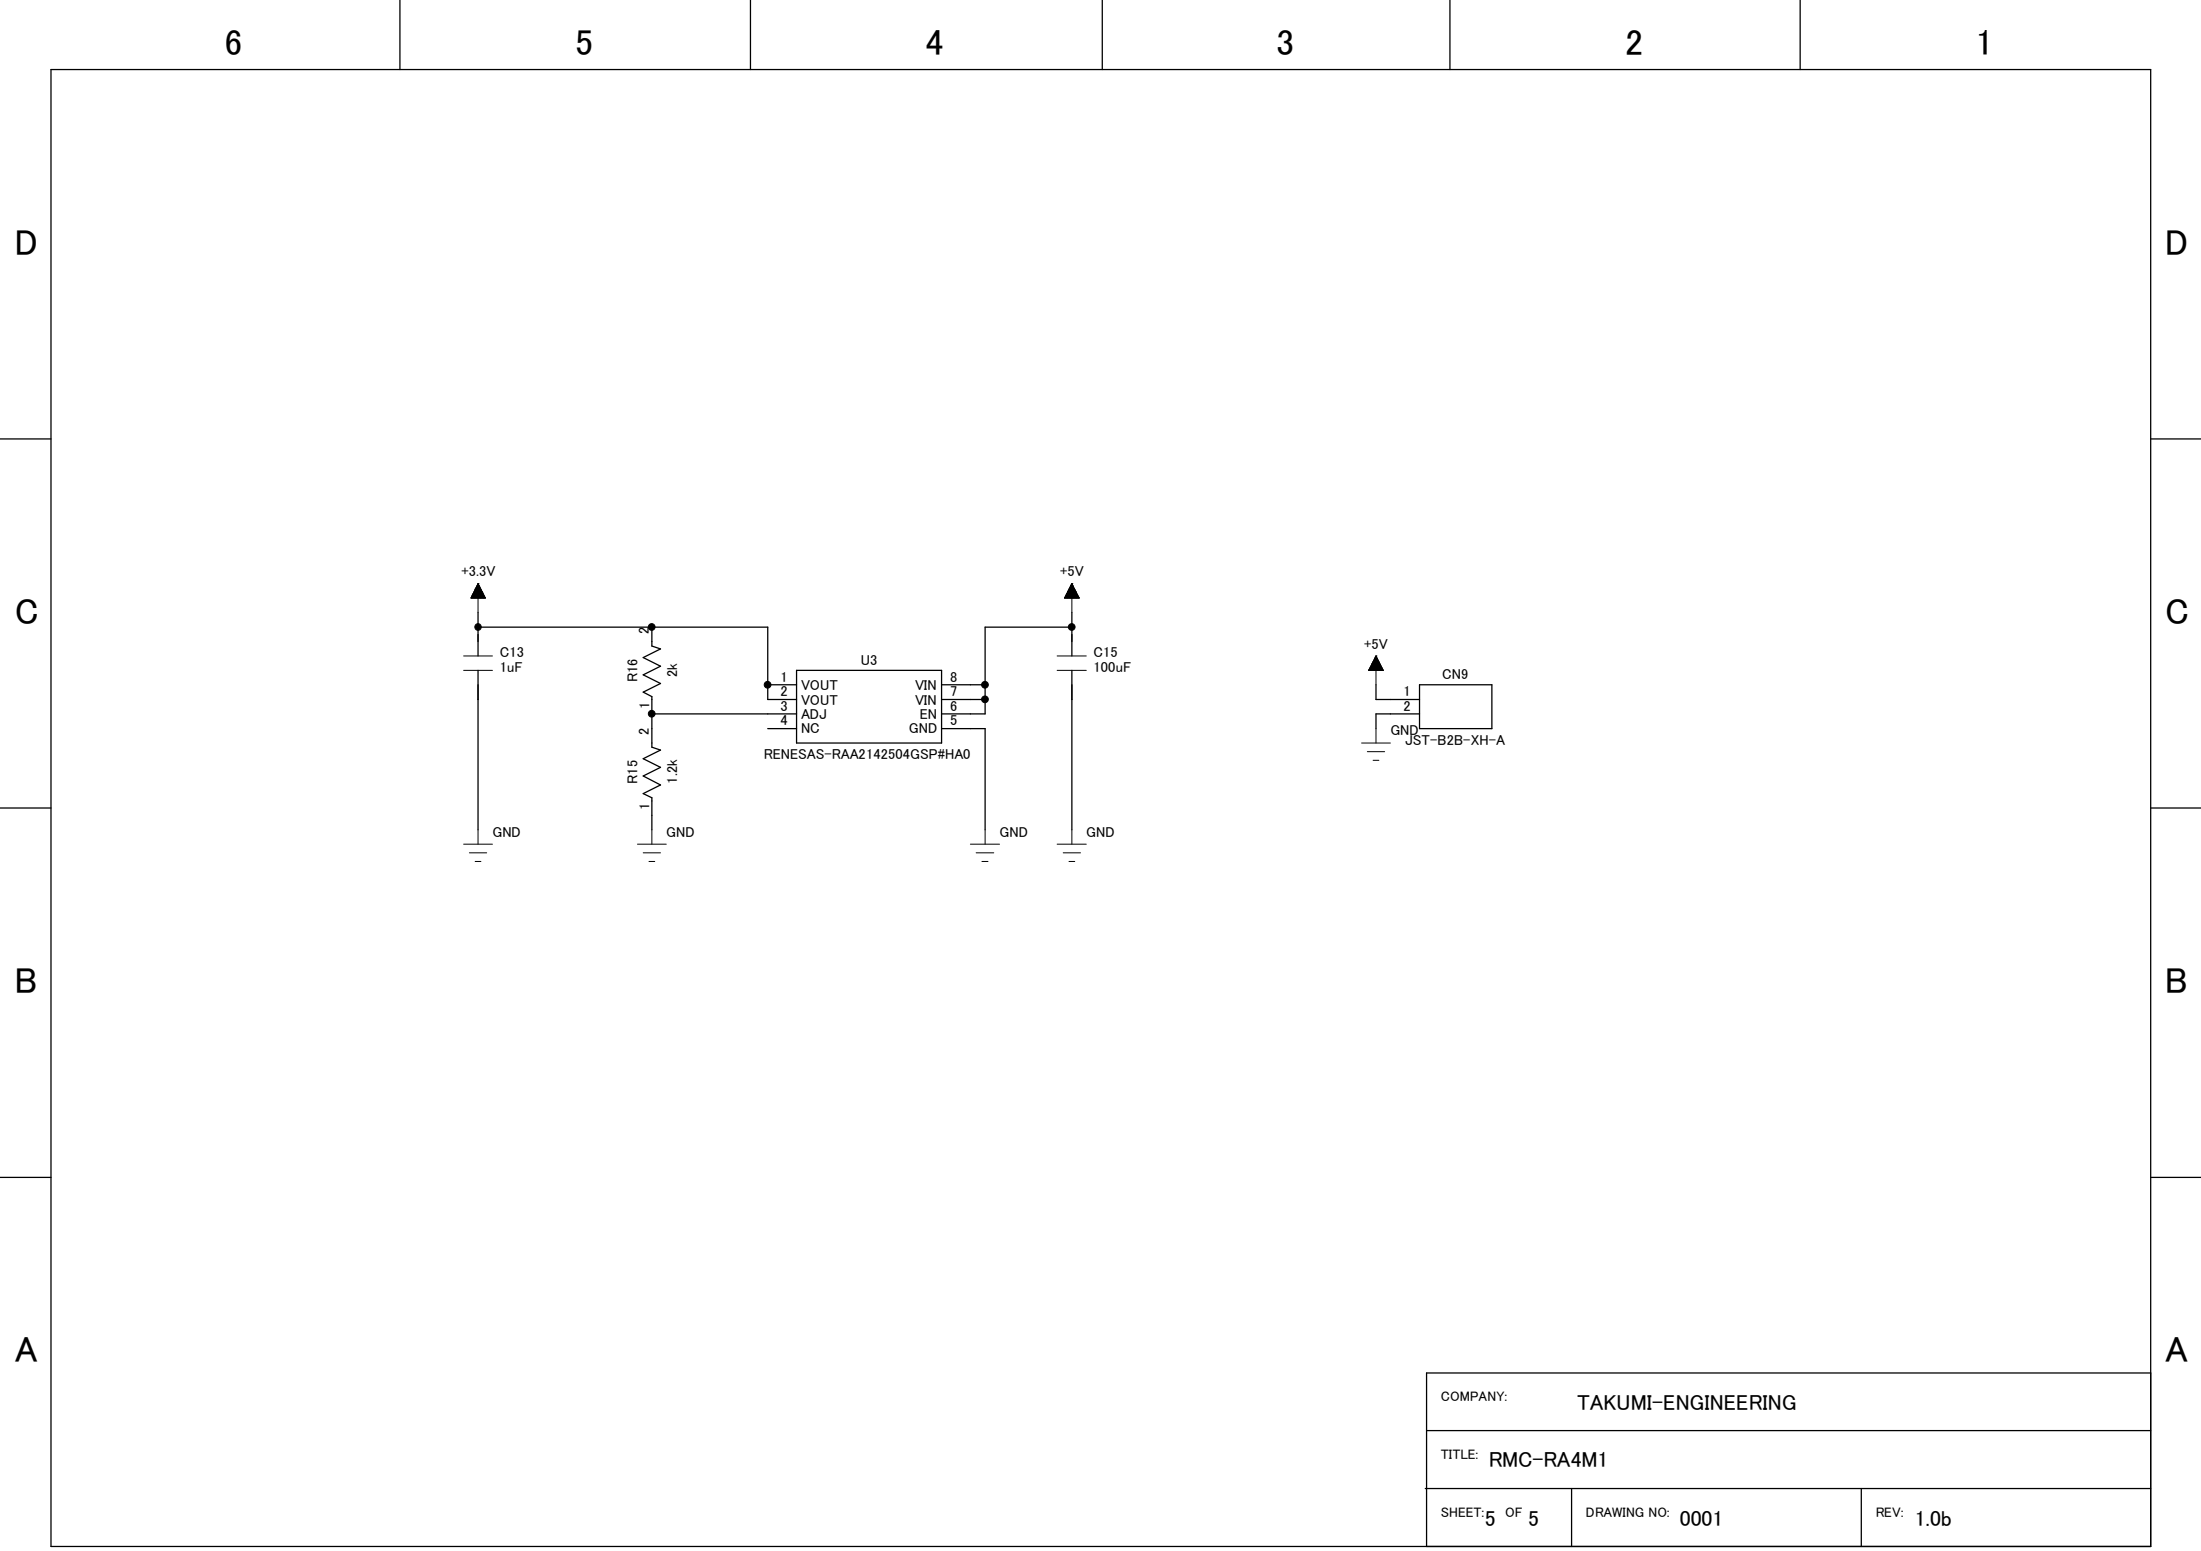 6 5 4 3 2 1
D D
C C
B B
A A
+3.3V
+5V
C13
1uF
R16
2k
2
1
R15
1.2k
2
1
U3
1 VOUT
2 VOUT
3 ADJ
4 NC
VIN 8
VIN 7
EN 6
GND 5
RENESAS-RAA2142504GSP#HA0
C15
100uF
GND
GND
GND
GND
+5V
CN9
1
2
GND
JST-B2B-XH-A
COMPANY: TAKUMI-ENGINEERING
TITLE: RMC-RA4M1
SHEET: 5 OF 5 DRAWING NO: 0001 REV: 1.0b